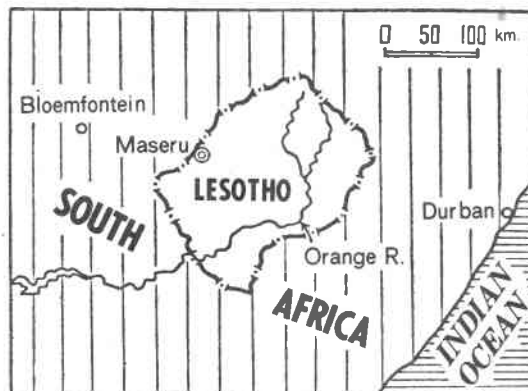 0 50 100 km.
Bloemfontein
Maseru
LESOTHO
SOUTH
Durban
Orange R.
AFRICA
INDIAN
OCEAN